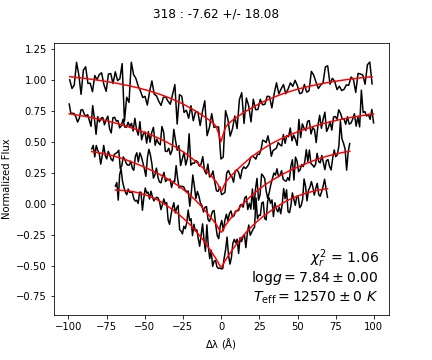 318 : -7.62 +/- 18.08
Normalized Flux
1.25
1.00
0.75
0.50
0.25
0.00
−0.25
−0.50
−0.75
χ²ᵣ = 1.06
logg = 7.84 ± 0.00
T_eff = 12570 ± 0 K
−100 −75 −50 −25 0 25 50 75 100
Δλ (Å)